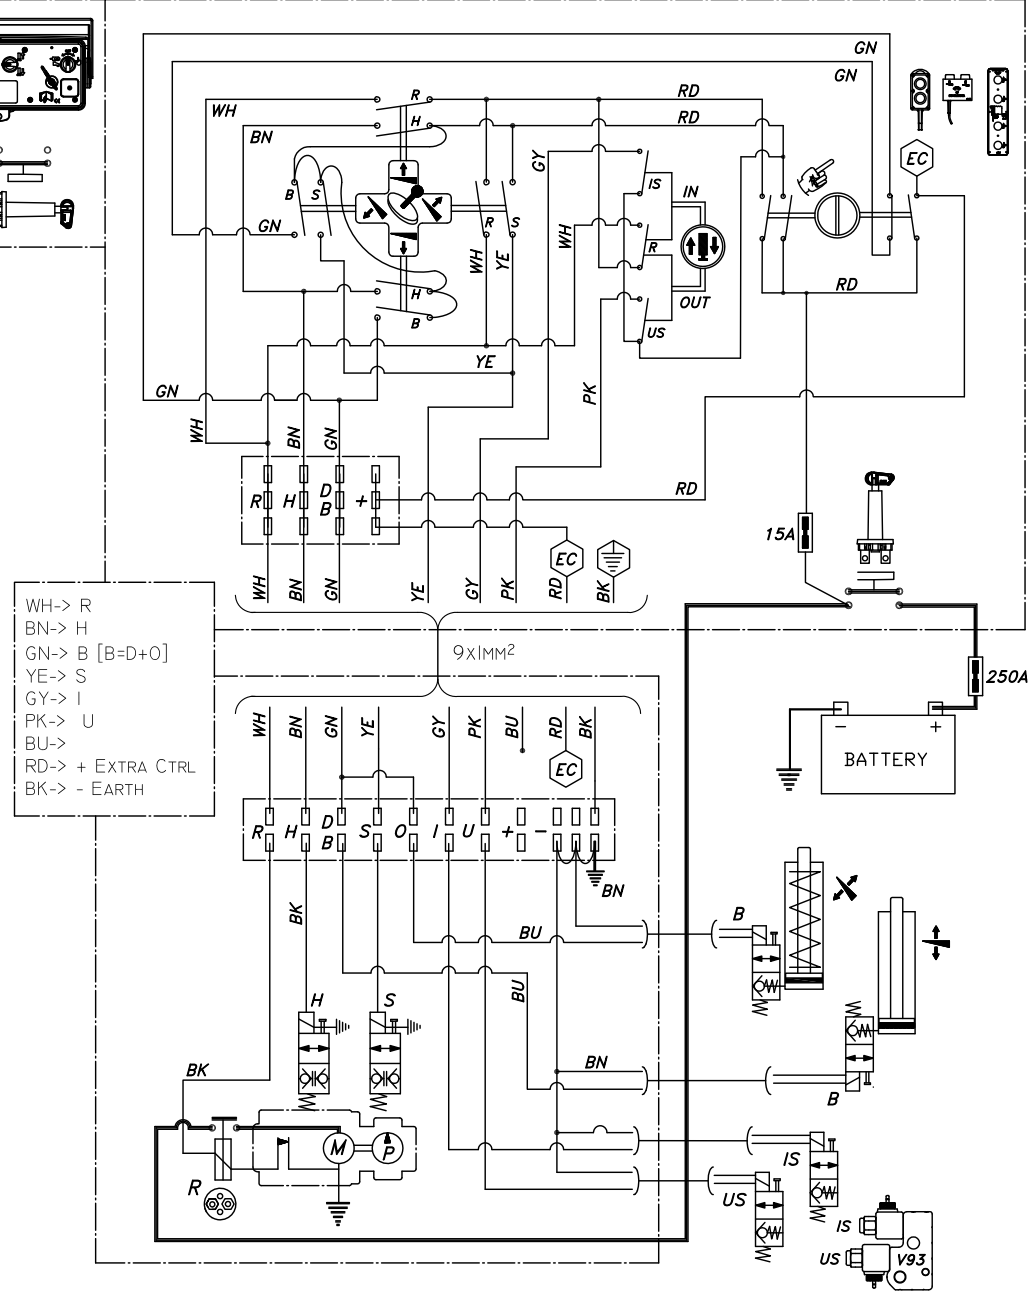 GN
GN
WH
R
RD
H
RD
BN
GY
EC
B
S
IS
IN
GN
R
S
WH
YE
WH
R
H
OUT
RD
B
US
YE
GN
PK
WH
BN
GN
R
H
D
B
+
RD
15A
EC
WH
BN
GN
YE
GY
PK
RD
BK
WH-> R
BN-> H
GN-> B [B=D+O]
YE-> S
GY-> I
PK-> U
BU->
RD-> + EXTRA CTRL
BK-> - EARTH
9x1MM²
250A
WH
BN
GN
YE
GY
PK
BU
RD
BK
EC
- +
BATTERY
R
H
D
B
S
O
I
U
+
-
BN
BK
BU
B
BU
H
S
BK
BN
B
M
P
R
IS
US
IS
US
V93